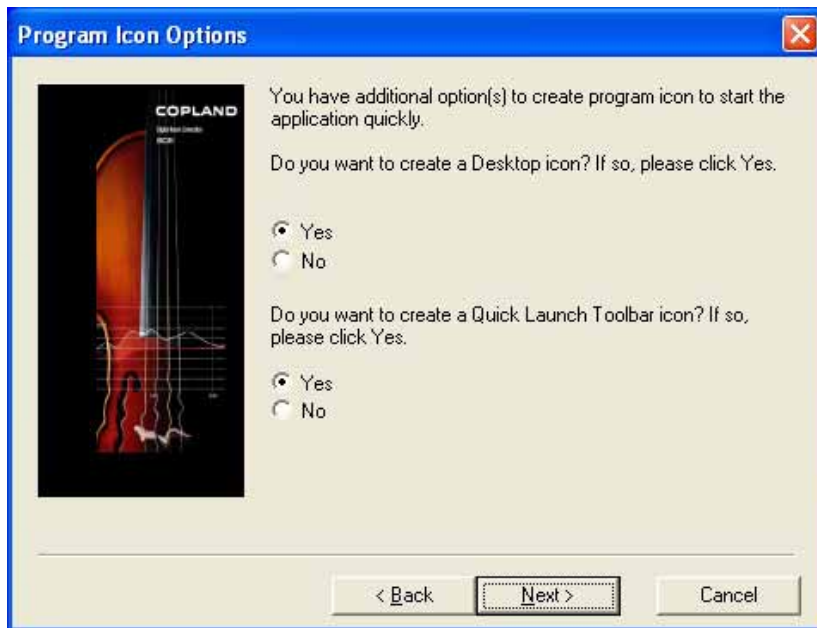 Program Icon Options
COPLAND
You have additional option(s) to create program icon to start the
application quickly.
Do you want to create a Desktop icon? If so, please click Yes.
Yes
No
Do you want to create a Quick Launch Toolbar icon? If so,
please click Yes.
Yes
No
< Back
Next >
Cancel